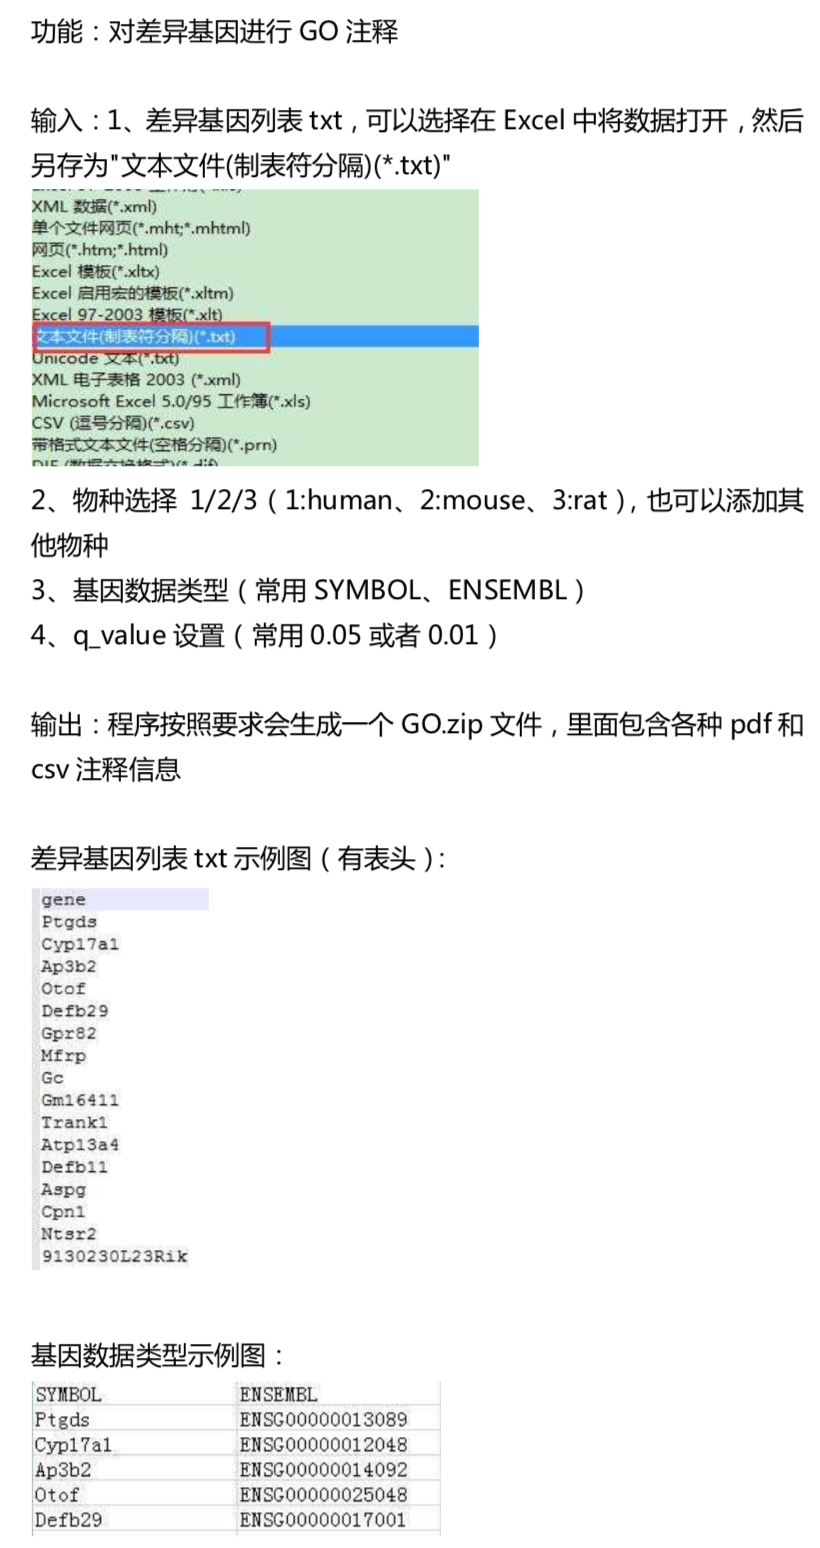 功能：对差异基因进行 GO 注释
输入：1、差异基因列表 txt，可以选择在 Excel 中将数据打开，然后
另存为"文本文件(制表符分隔)(*.txt)"
XML 数据(*.xml)
单个文件网页(*.mht;*.mhtml)
网页(*.htm;*.html)
Excel 模板(*.xltx)
Excel 启用宏的模板(*.xltm)
Excel 97-2003 模板(*.xlt)
文本文件(制表符分隔)(*.txt)
Unicode 文本(*.txt)
XML 电子表格 2003 (*.xml)
Microsoft Excel 5.0/95 工作簿(*.xls)
CSV (逗号分隔)(*.csv)
带格式文本文件(空格分隔)(*.prn)
DIF (数据交换格式)(*.dif)
2、物种选择 1/2/3（1:human、2:mouse、3:rat），也可以添加其
他物种
3、基因数据类型（常用 SYMBOL、ENSEMBL）
4、q_value 设置（常用 0.05 或者 0.01）
输出：程序按照要求会生成一个 GO.zip 文件，里面包含各种 pdf 和
csv 注释信息
差异基因列表 txt 示例图（有表头）：
gene
Ptgds
Cyp17a1
Ap3b2
Otof
Defb29
Gpr82
Mfrp
Gc
Gm16411
Trank1
Atp13a4
Defb11
Aspg
Cpn1
Ntsr2
9130230L23Rik
基因数据类型示例图：
SYMBOL ENSEMBL
Ptgds ENSG00000013089
Cyp17a1 ENSG00000012048
Ap3b2 ENSG00000014092
Otof ENSG00000025048
Defb29 ENSG00000017001